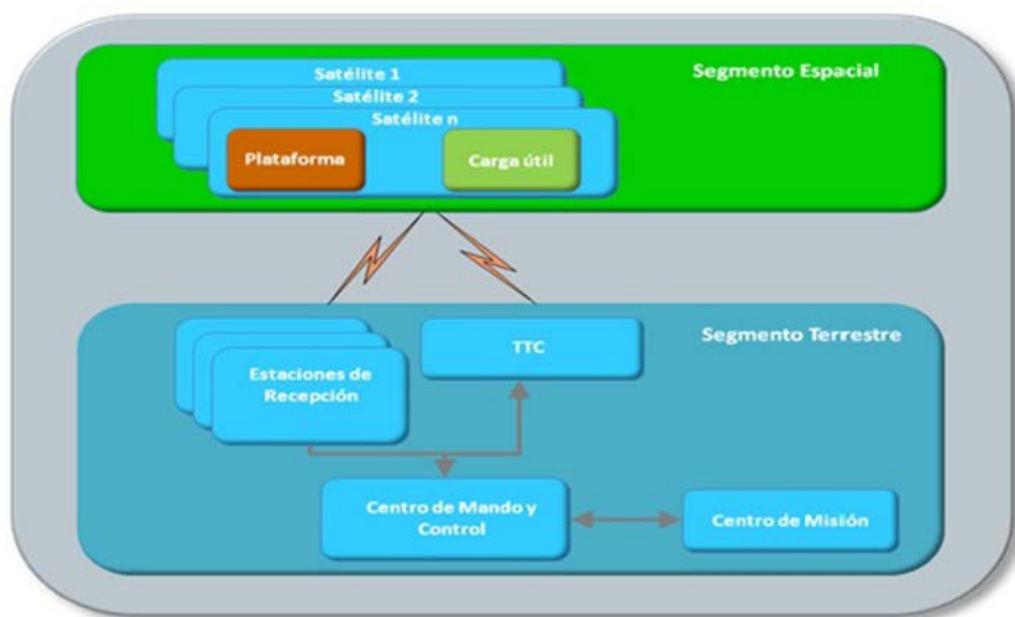 Segmento Espacial
Satélite 1
Satélite 2
Satélite n
Plataforma
Carga útil
Segmento Terrestre
TTC
Estaciones de
Recepción
Centro de Mando y
Control
Centro de Misión